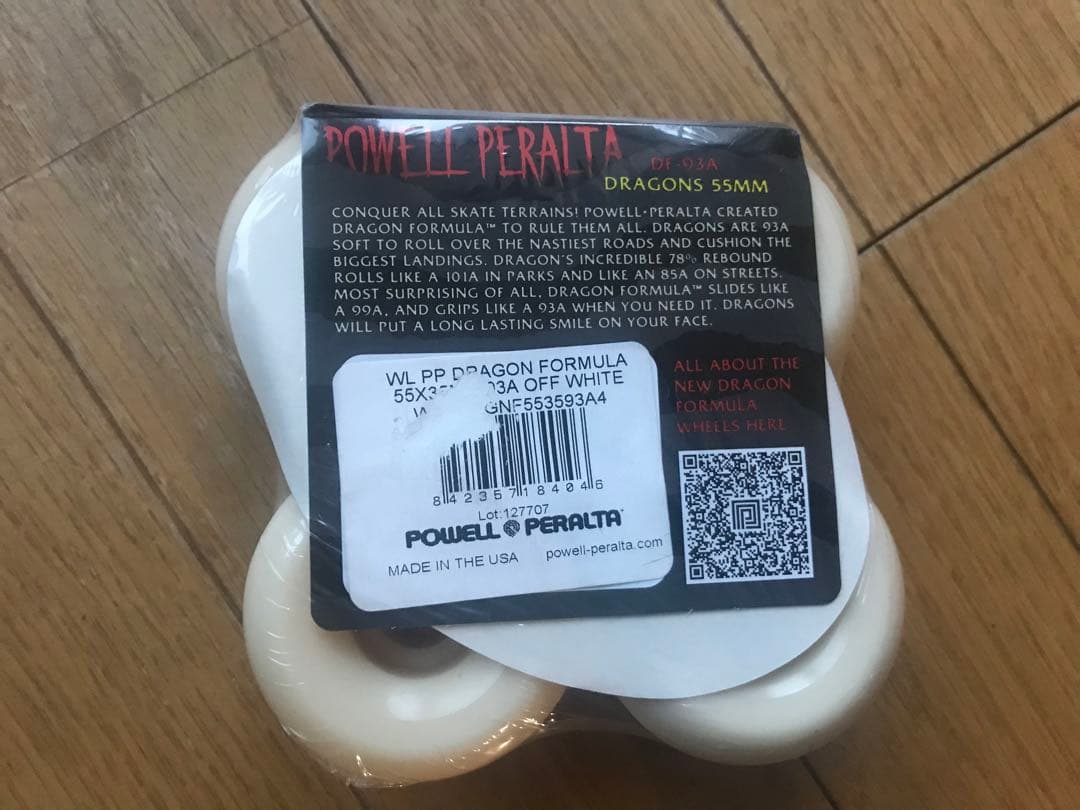 POWELL PERALTA
DF-93A
DRAGONS 55MM
CONQUER ALL SKATE TERRAINS! POWELL·PERALTA CREATED
DRAGON FORMULA™ TO RULE THEM ALL. DRAGONS ARE 93A
SOFT TO ROLL OVER THE NASTIEST ROADS AND CUSHION THE
BIGGEST LANDINGS. DRAGON'S INCREDIBLE 78% REBOUND
ROLLS LIKE A 101A IN PARKS AND LIKE AN 85A ON STREETS.
MOST SURPRISING OF ALL, DRAGON FORMULA™ SLIDES LIKE
A 99A, AND GRIPS LIKE A 93A WHEN YOU NEED IT. DRAGONS
WILL PUT A LONG LASTING SMILE ON YOUR FACE.
WL PP DRAGON FORMULA
OFF WHITE
GNF553593A4
8 42357 18404 6
Lot:127707
POWELL PERALTA
MADE IN THE USA powell-peralta.com
ALL ABOUT THE
NEW DRAGON
FORMULA
WHEELS HERE